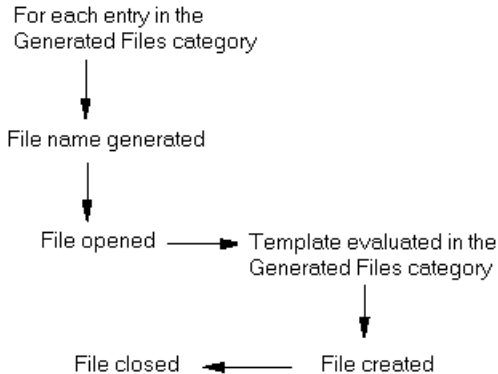 For each entry in the
Generated Files category
File name generated
File opened
Template evaluated in the
Generated Files category
File created
File closed